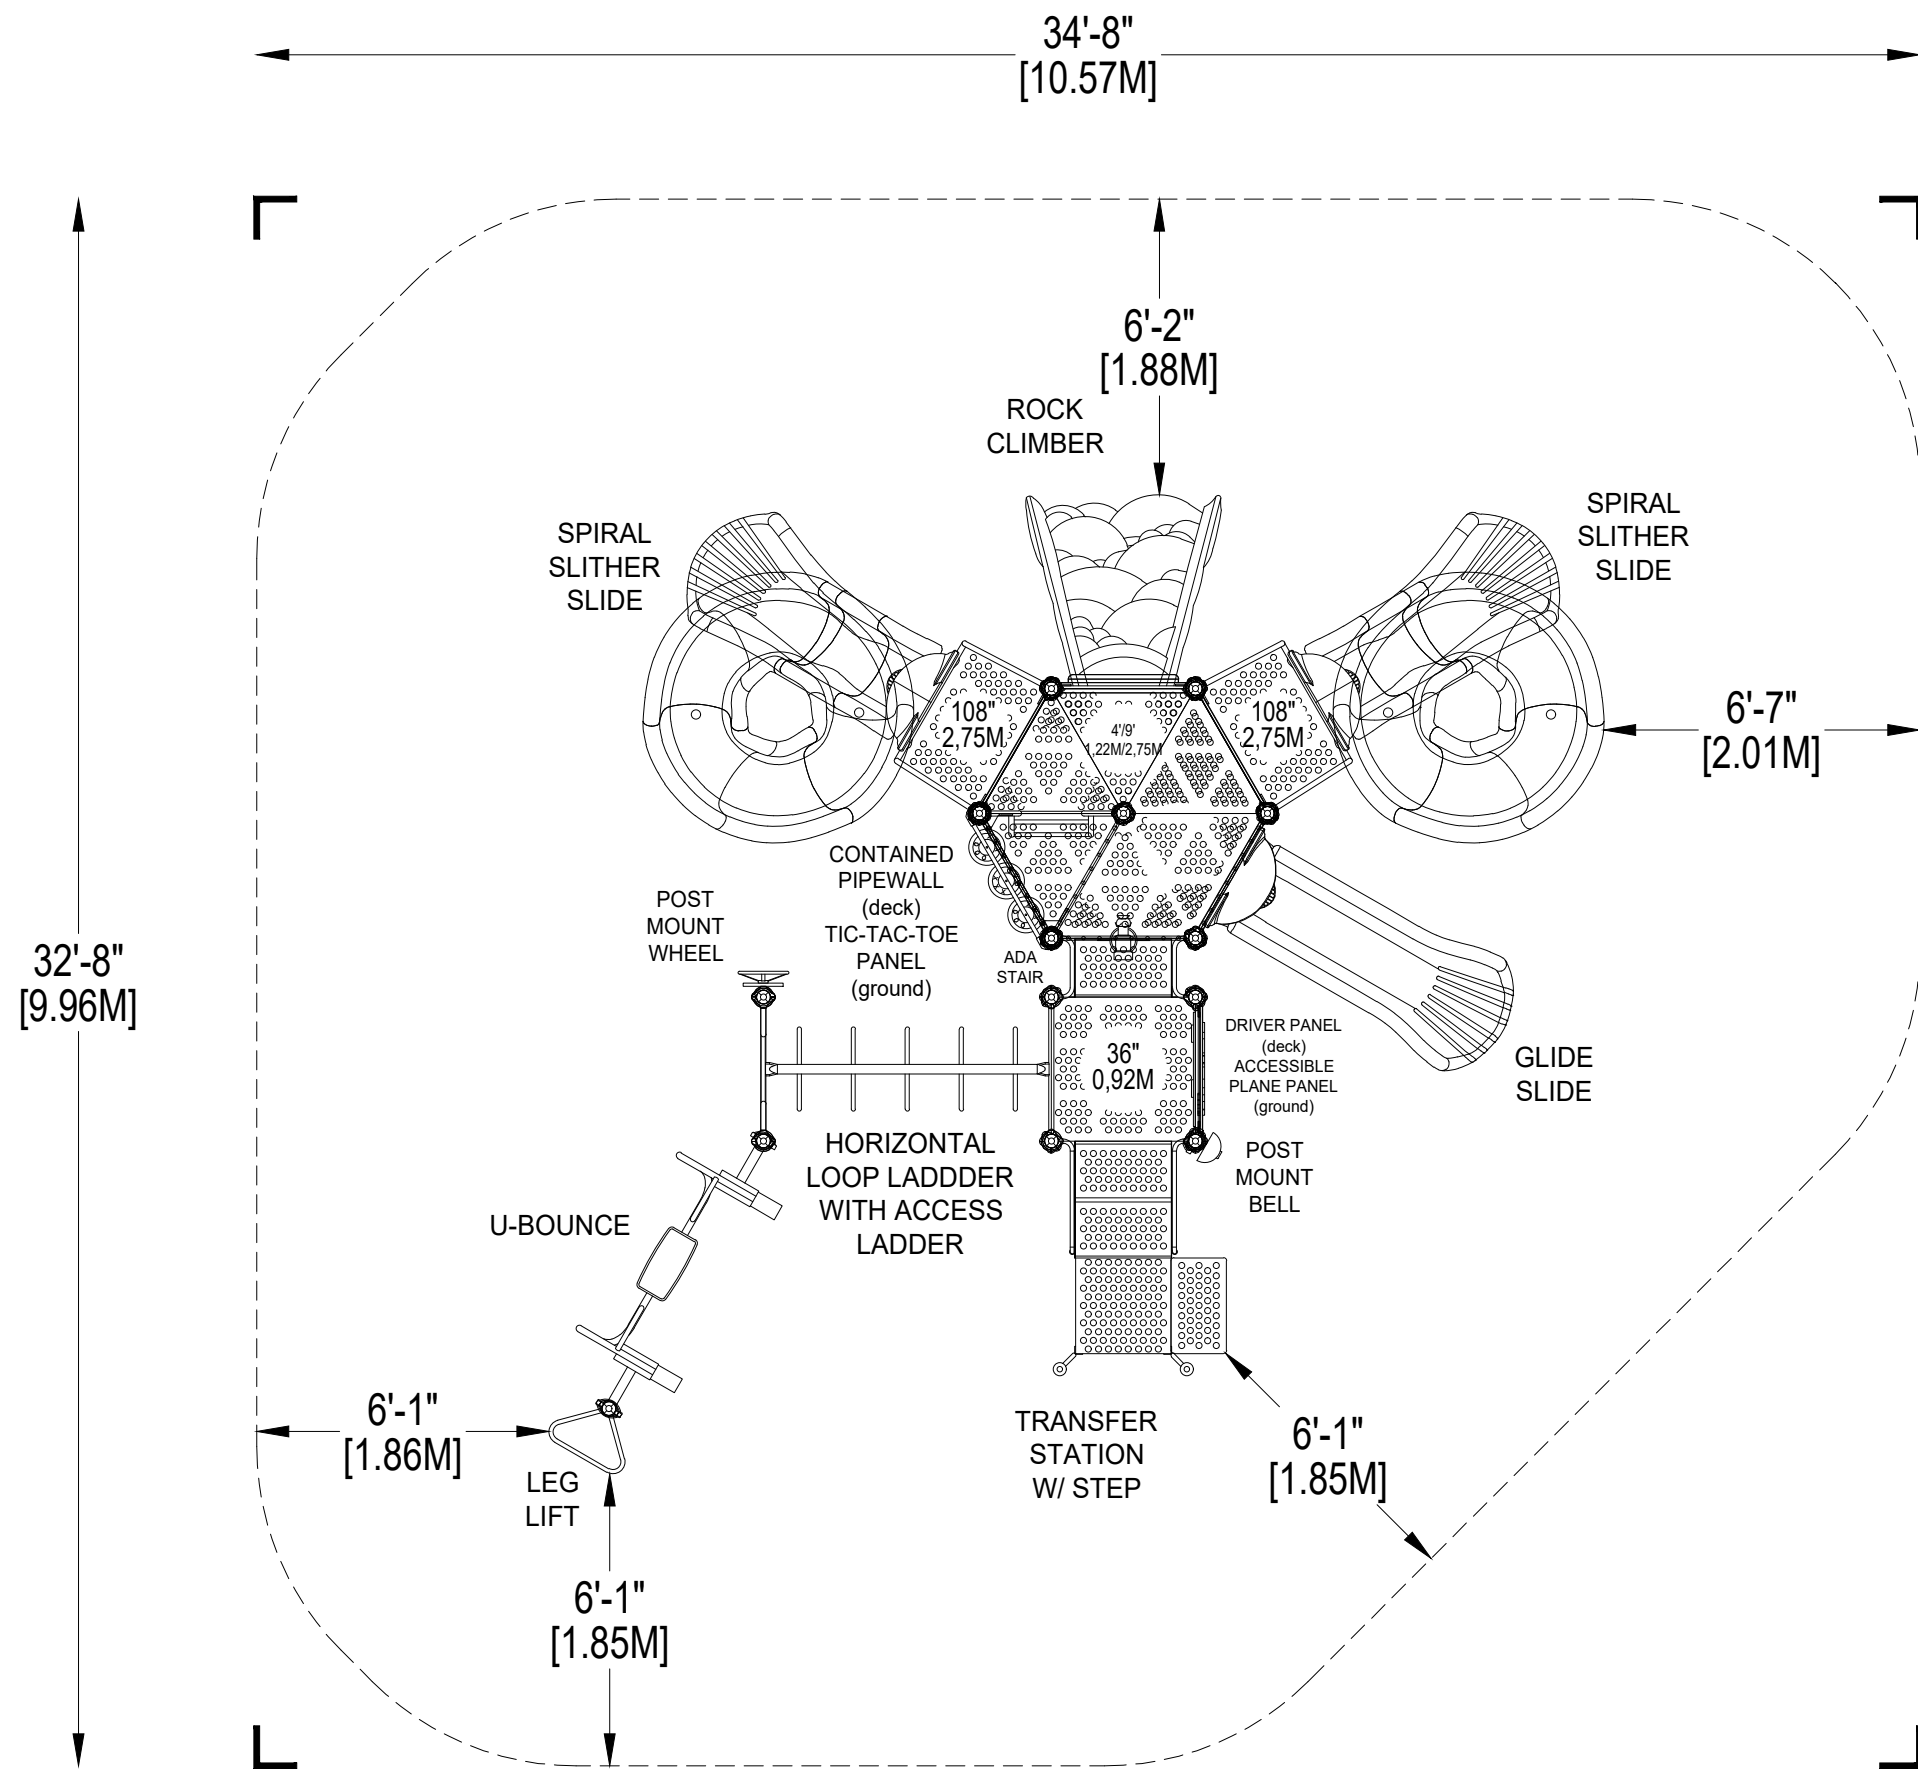 34'-8"
[10.57M]
6'-2"
[1.88M]
ROCK
CLIMBER
SPIRAL
SLITHER
SLIDE
SPIRAL
SLITHER
SLIDE
108"
2,75M
4'/9'
1,22M/2,75M
108"
2,75M
6'-7"
[2.01M]
CONTAINED
PIPEWALL
(deck)
TIC-TAC-TOE
PANEL
(ground)
POST
MOUNT
WHEEL
ADA
STAIR
32'-8"
[9.96M]
36"
0,92M
DRIVER PANEL
(deck)
ACCESSIBLE
PLANE PANEL
(ground)
GLIDE
SLIDE
HORIZONTAL
LOOP LADDDER
WITH ACCESS
LADDER
POST
MOUNT
BELL
U-BOUNCE
6'-1"
[1.86M]
LEG
LIFT
TRANSFER
STATION
W/ STEP
6'-1"
[1.85M]
6'-1"
[1.85M]